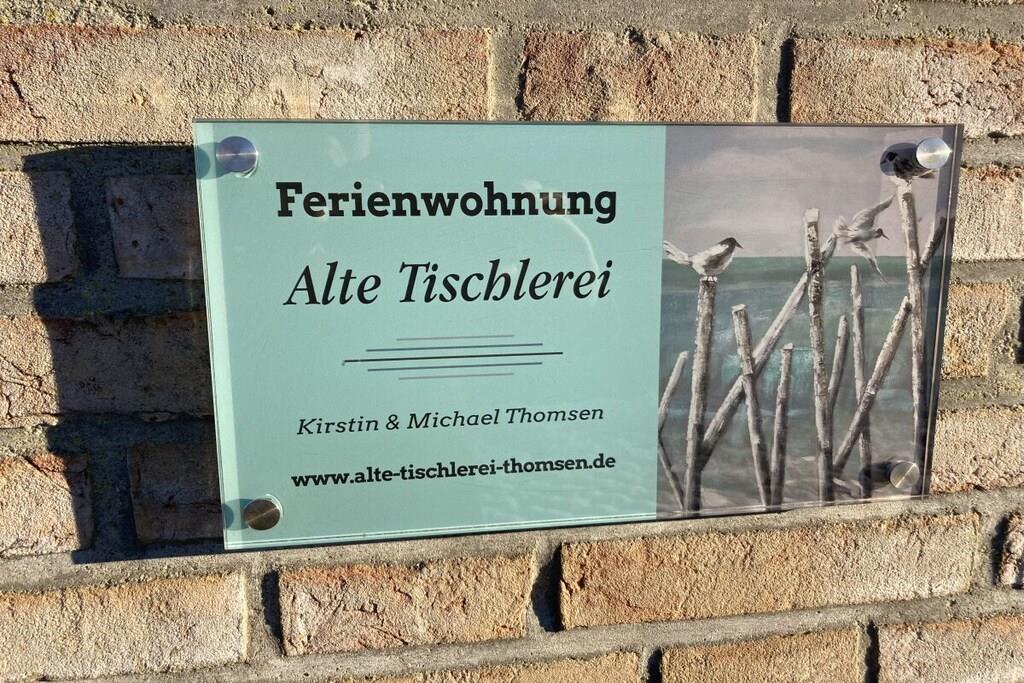 Ferienwohnung
Alte Tischlerei
Kirstin & Michael Thomsen
www.alte-tischlerei-thomsen.de